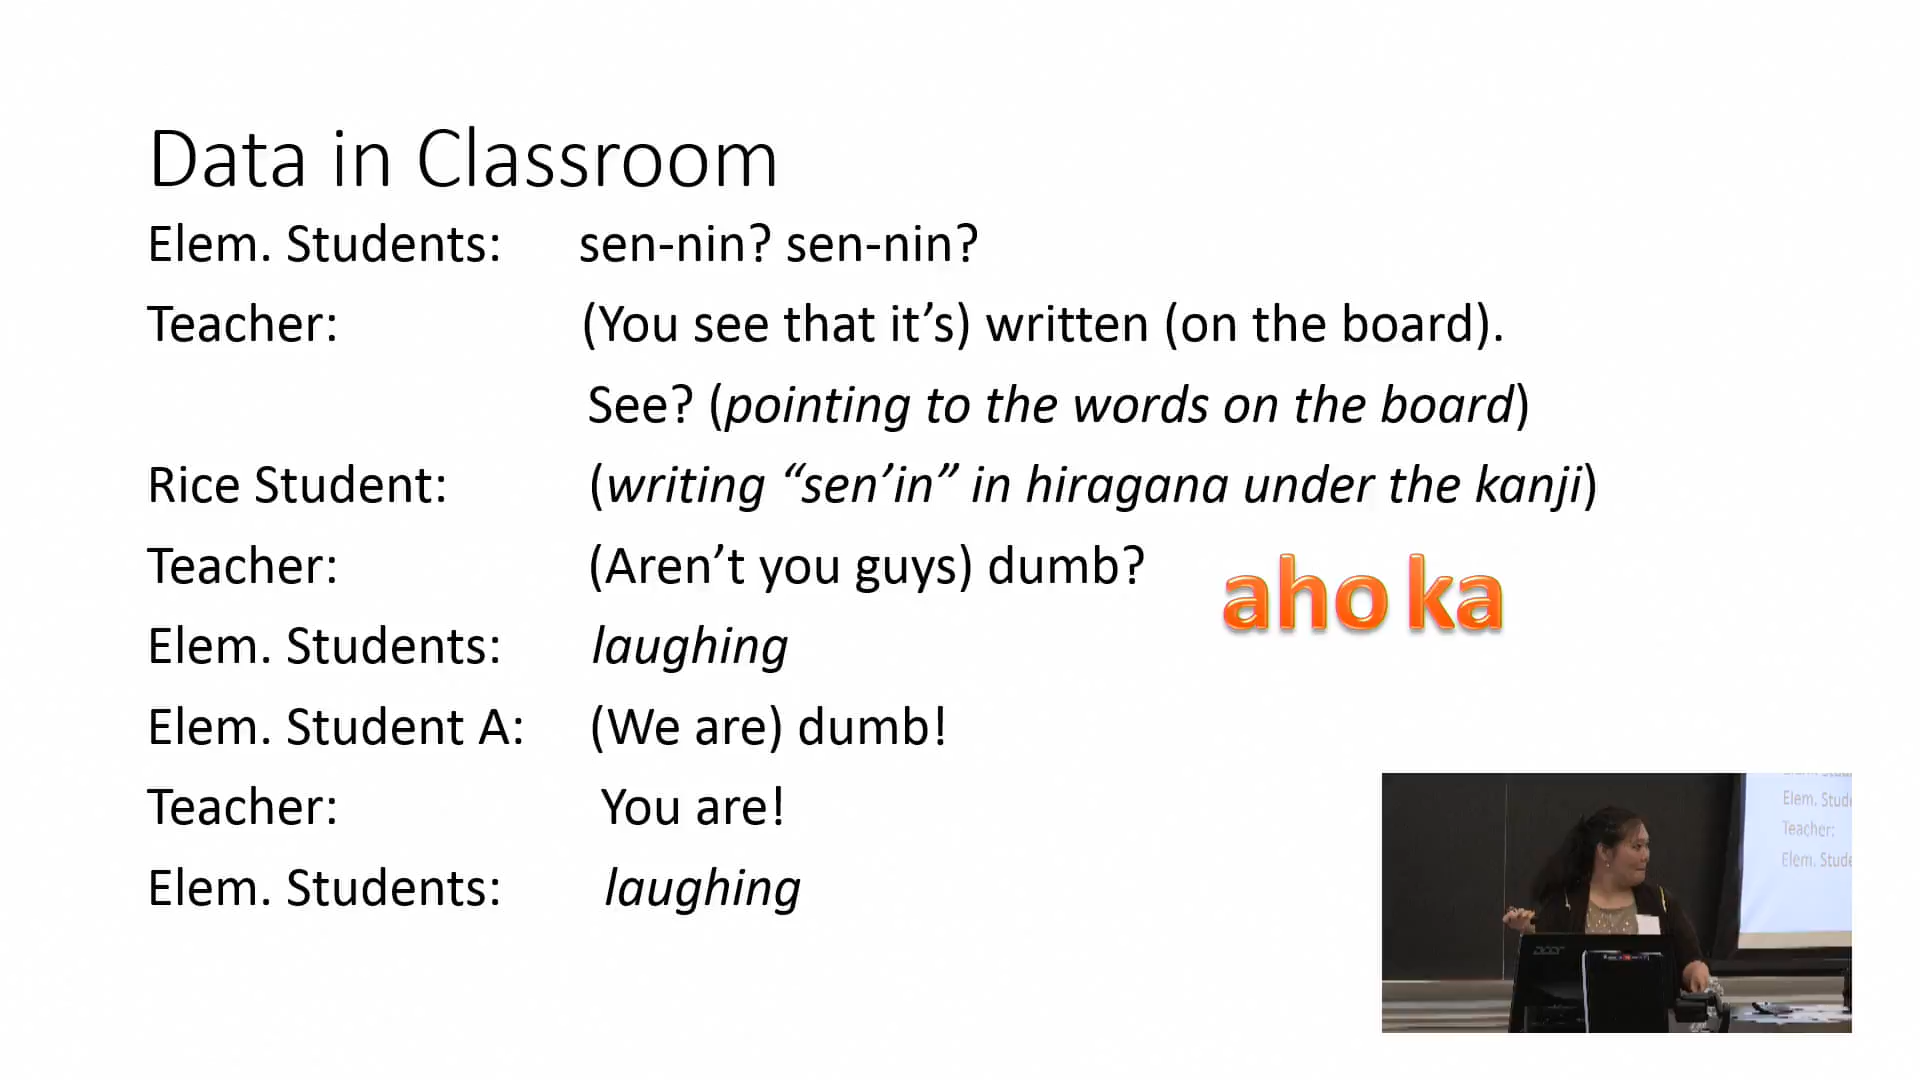 Data in Classroom
Elem. Students: sen-nin? sen-nin?
Teacher: (You see that it’s) written (on the board).
See? (pointing to the words on the board)
Rice Student: (writing “sen’in” in hiragana under the kanji)
Teacher: (Aren’t you guys) dumb?
aho ka
Elem. Students: laughing
Elem. Student A: (We are) dumb!
Teacher: You are!
Elem. Students: laughing
Elem. Stude
Teacher:
Elem. Stude
acer